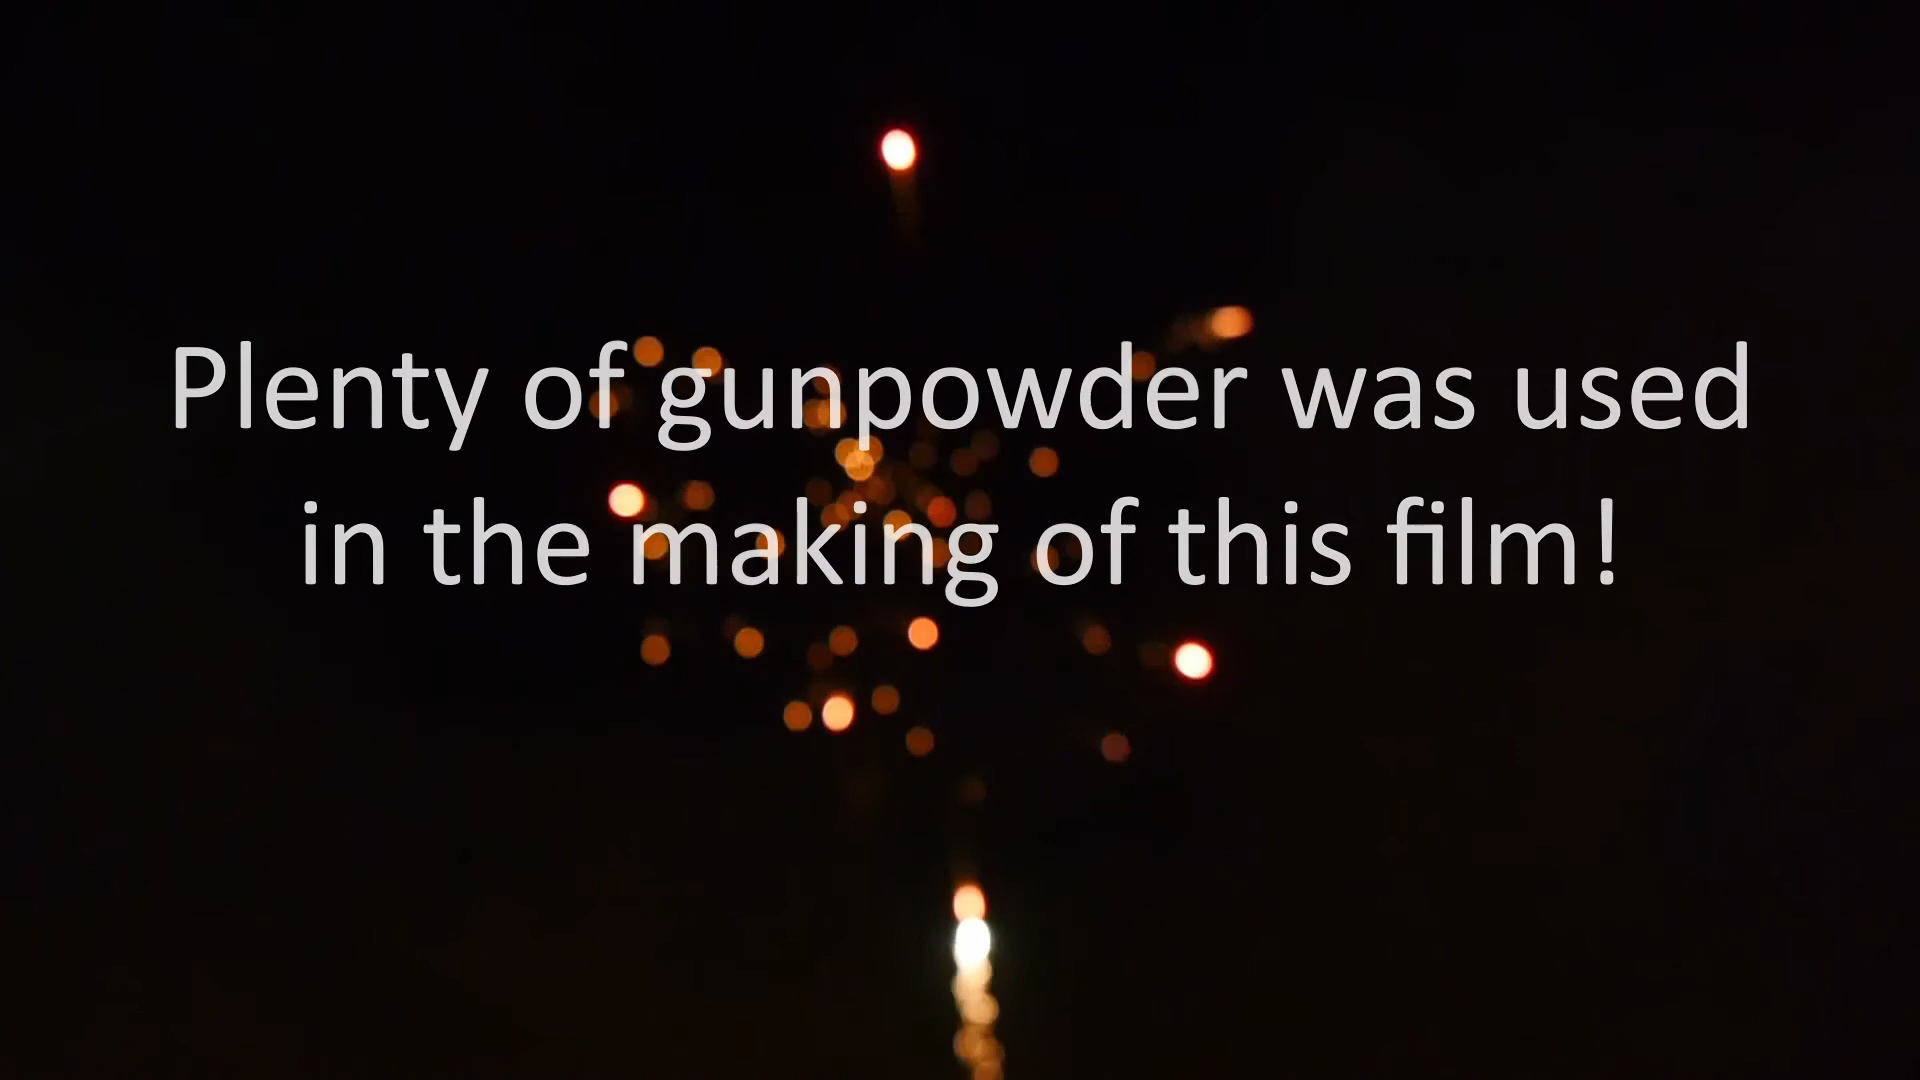 Plenty of gunpowder was used
in the making of this film!